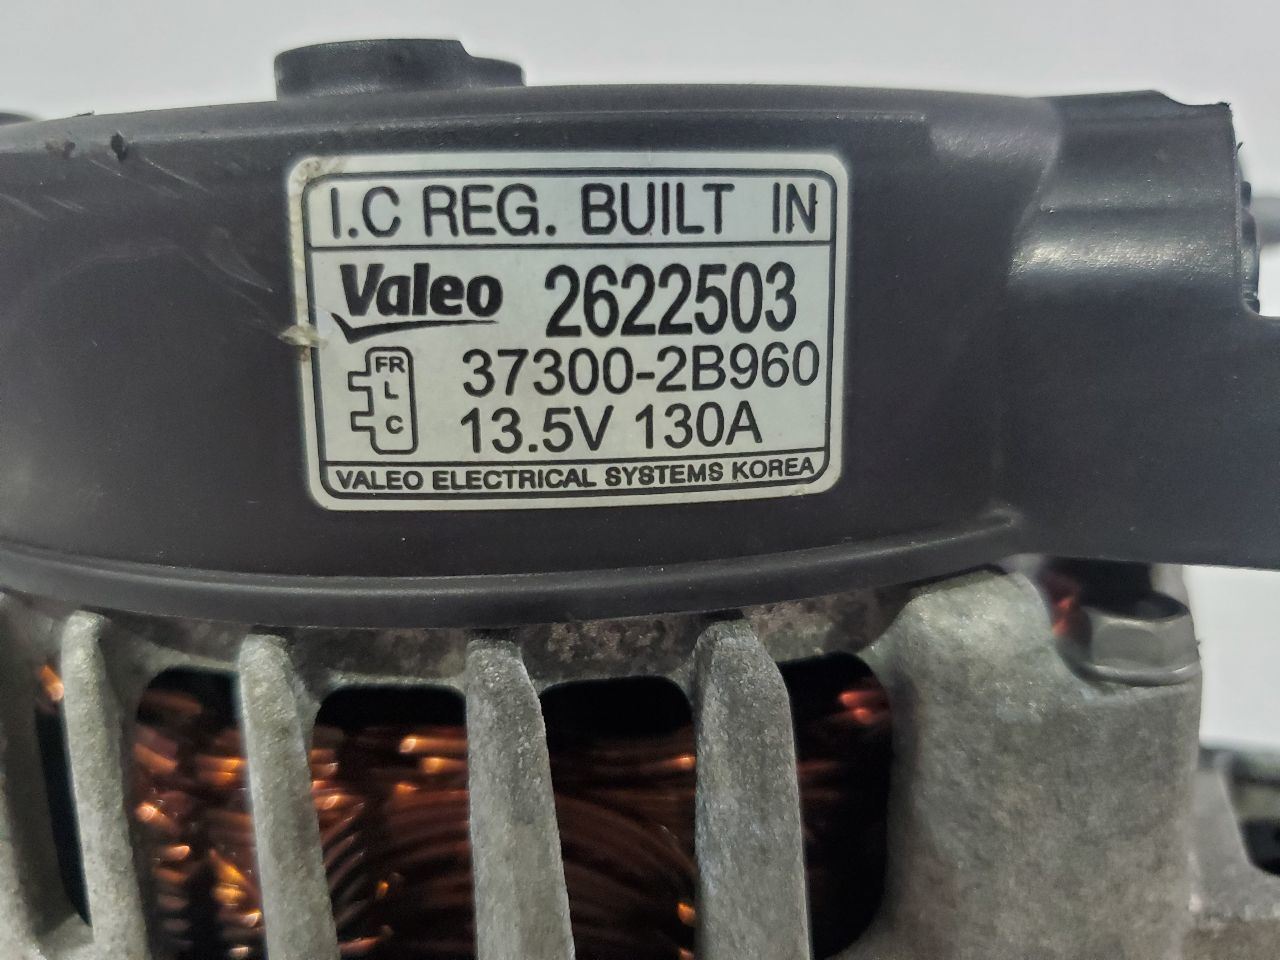 I.C REG. BUILT IN
Valeo 2622503
FR
L
C
37300-2B960
13.5V 130A
VALEO ELECTRICAL SYSTEMS KOREA